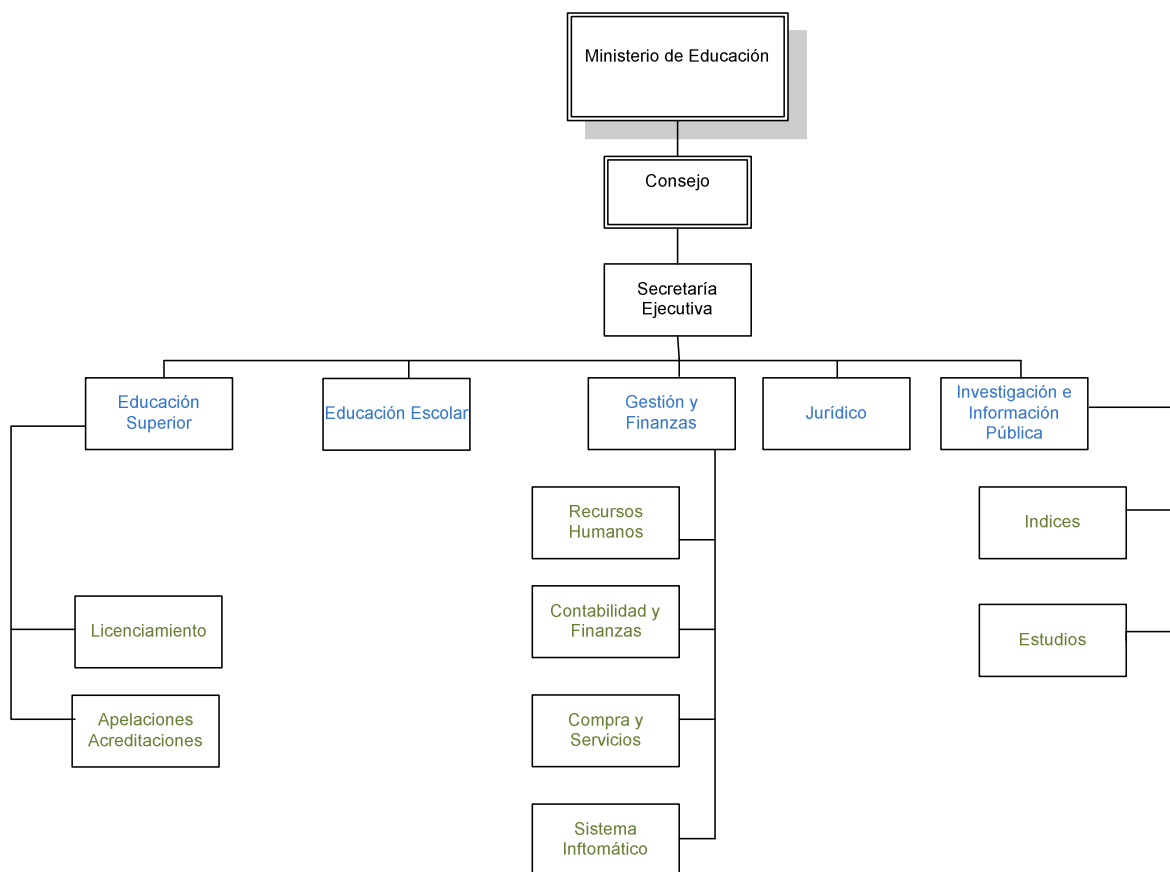 Ministerio de Educación
Consejo
Secretaría
Ejecutiva
Educación
Superior
Educación Escolar
Gestión y
Finanzas
Jurídico
Investigación e
Información
Pública
Recursos
Humanos
Indices
Contabilidad y
Finanzas
Licenciamiento
Estudios
Apelaciones
Acreditaciones
Compra y
Servicios
Sistema
Inftomático